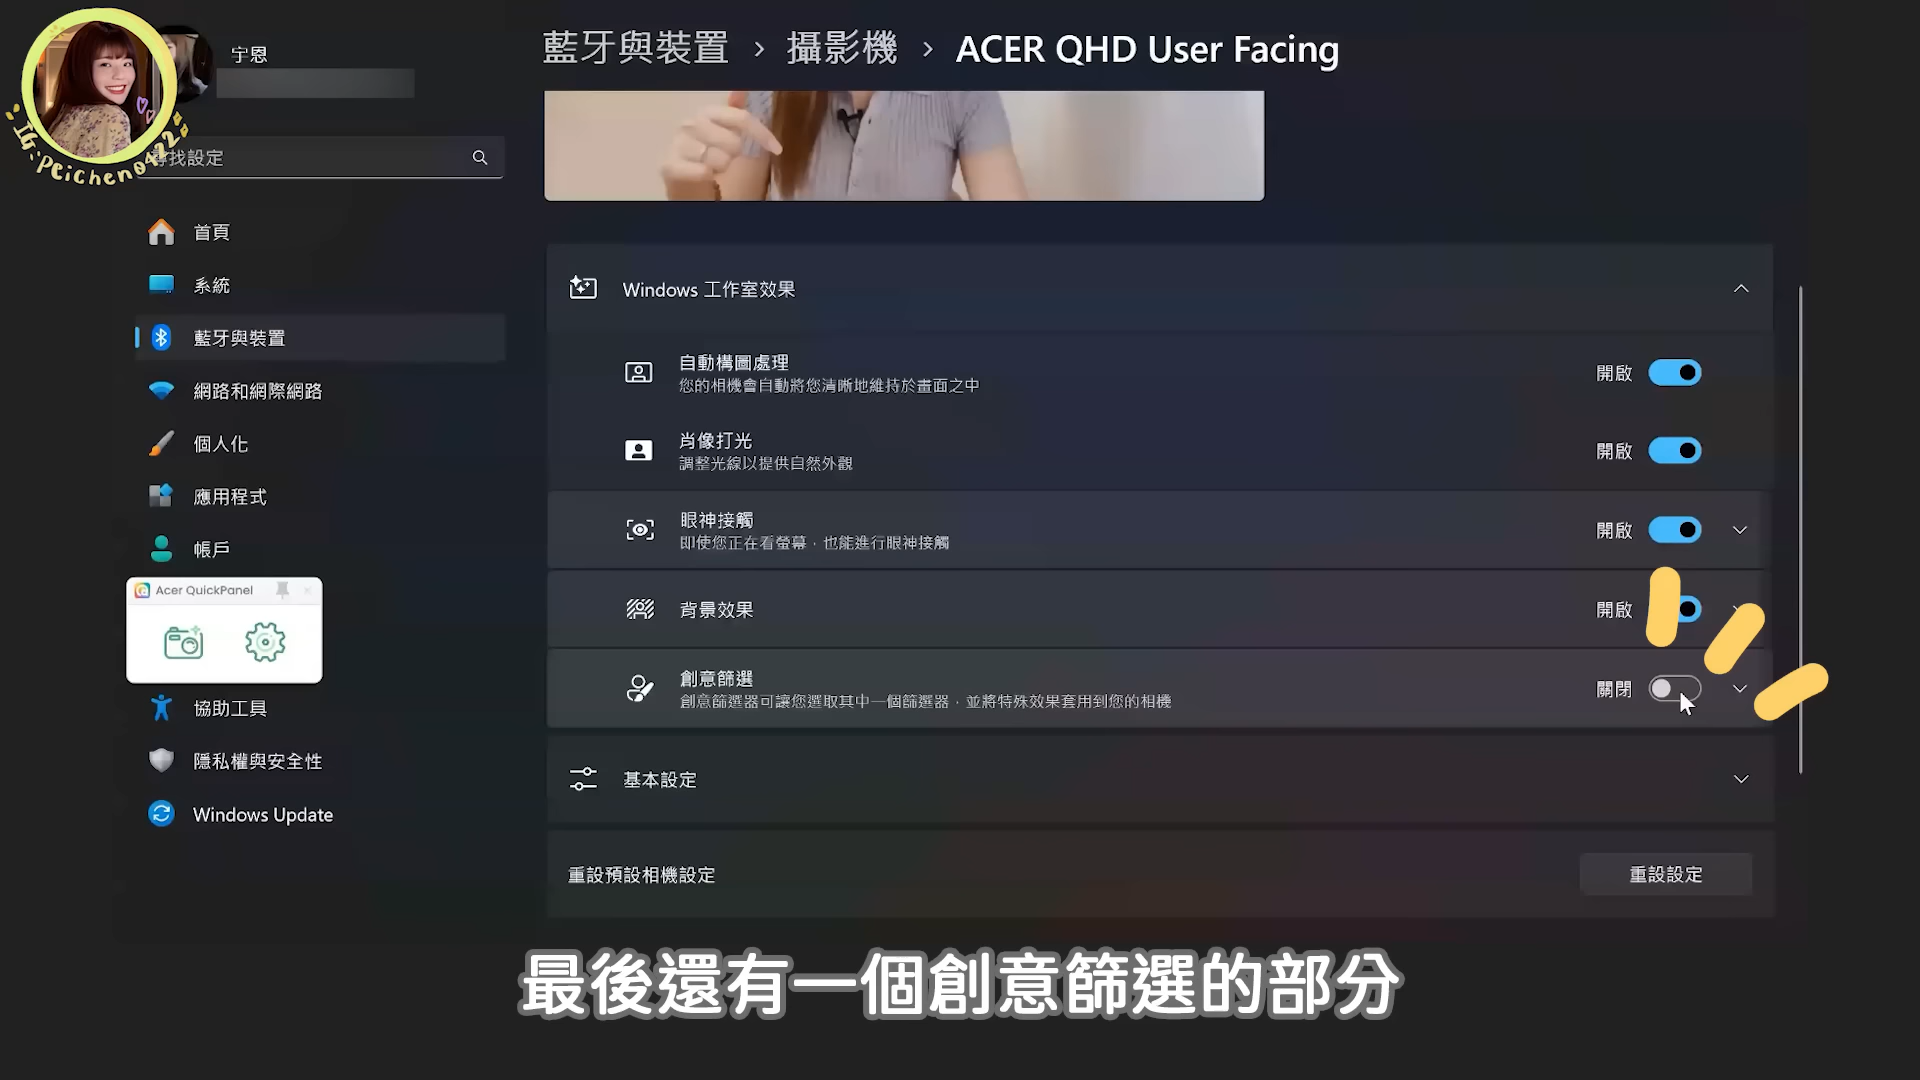 宇恩
IG:peichen0422
尋找設定
首頁
系統
藍牙與裝置
網路和網際網路
個人化
應用程式
帳戶
Acer QuickPanel
協助工具
隱私權與安全性
Windows Update
藍牙與裝置 › 攝影機 › ACER QHD User Facing
Windows 工作室效果
自動構圖處理
您的相機會自動將您清晰地維持於畫面之中
開啟
肖像打光
調整光線以提供自然外觀
開啟
眼神接觸
即使您正在看螢幕，也能進行眼神接觸
開啟
背景效果
開啟
創意篩選
創意篩選器可讓您選取其中一個篩選器，並將特殊效果套用到您的相機
關閉
基本設定
重設預設相機設定
重設設定
最後還有一個創意篩選的部分